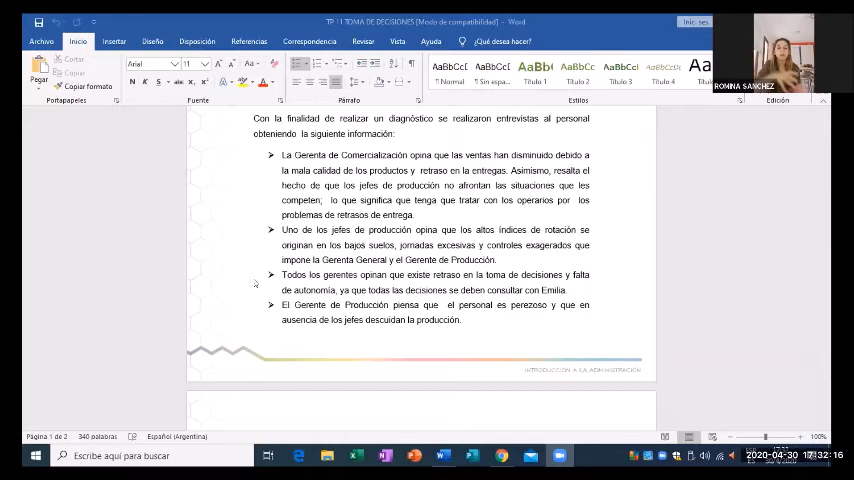 TP 11 TOMA DE DECISIONES [Modo de compatibilidad] - Word
Inic. ses.
Archivo Inicio Insertar Diseño Disposición Referencias Correspondencia Revisar Vista Ayuda ¿Qué desea hacer?
Pegar
Cortar
Copiar
Copiar formato
Arial 11
N K S abc
AaBbCcDc AaBbCcDc AaBbC AaBbCc AaBbCcD AaBbCcD
¶ Normal ¶ Sin espa... Título 1 Título 2 Título 3 Título 4 Título
ROMINA SANCHEZ
Portapapeles Fuente Párrafo Estilos Edición
Con la finalidad de realizar un diagnóstico se realizaron entrevistas al personal
obteniendo la siguiente información:
➢ La Gerenta de Comercialización opina que las ventas han disminuido debido a
la mala calidad de los productos y retraso en la entregas. Asimismo, resalta el
hecho de que los jefes de producción no afrontan las situaciones que les
competen; lo que significa que tenga que tratar con los operarios por los
problemas de retrasos de entrega.
➢ Uno de los jefes de producción opina que los altos índices de rotación se
originan en los bajos suelos, jornadas excesivas y controles exagerados que
impone la Gerenta General y el Gerente de Producción.
➢ Todos los gerentes opinan que existe retraso en la toma de decisiones y falta
de autonomía, ya que todas las decisiones se deben consultar con Emilia.
➢ El Gerente de Producción piensa que el personal es perezoso y que en
ausencia de los jefes descuidan la producción.
INTRODUCCION A LA ADMINISTRACION
Página 1 de 2 340 palabras Español (Argentina) 100%
Escribe aquí para buscar
2020-04-30 17:32:16